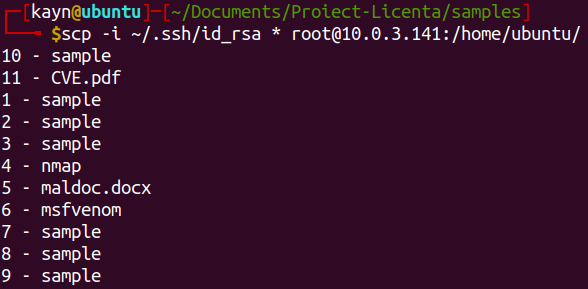 [kayn@ubuntu]─[~/Documents/Proiect-Licenta/samples]
$scp -i ~/.ssh/id_rsa * root@10.0.3.141:/home/ubuntu/
10 - sample
11 - CVE.pdf
1 - sample
2 - sample
3 - sample
4 - nmap
5 - maldoc.docx
6 - msfvenom
7 - sample
8 - sample
9 - sample